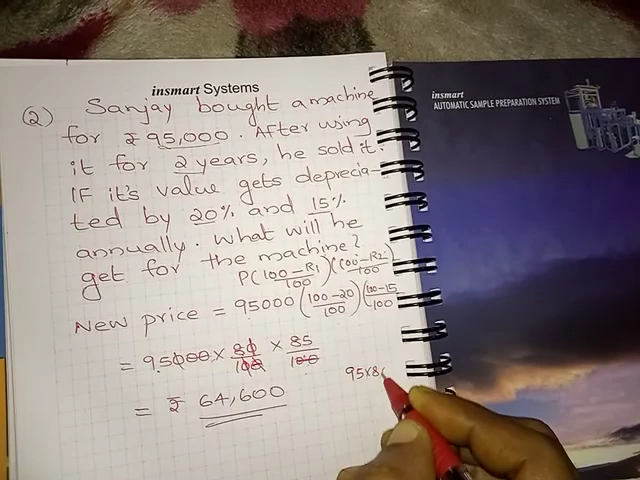 insmart Systems
insmart
AUTOMATIC SAMPLE PREPARATION SYSTEM
(2) Sanjay bought a machine
for ₹ 95,000. After using
it for 2 years, he sold it.
IF it's value gets deprecia-
ted by 20% and 15%
annually. What will he
get for the machine?
P(100-R1/100)(100-R2/100)
New price = 95000 (100-20/100)(100-15/100
= 95000 × 80/100 × 85/100
= ₹ 64,600
95×8